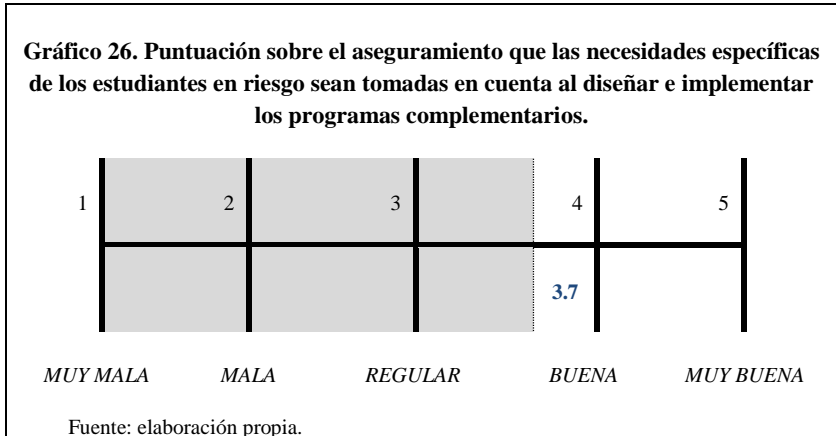 Gráfico 26. Puntuación sobre el aseguramiento que las necesidades específicas
de los estudiantes en riesgo sean tomadas en cuenta al diseñar e implementar
los programas complementarios.
1 2 3 4 5
3.7
MUY MALA MALA REGULAR BUENA MUY BUENA
Fuente: elaboración propia.